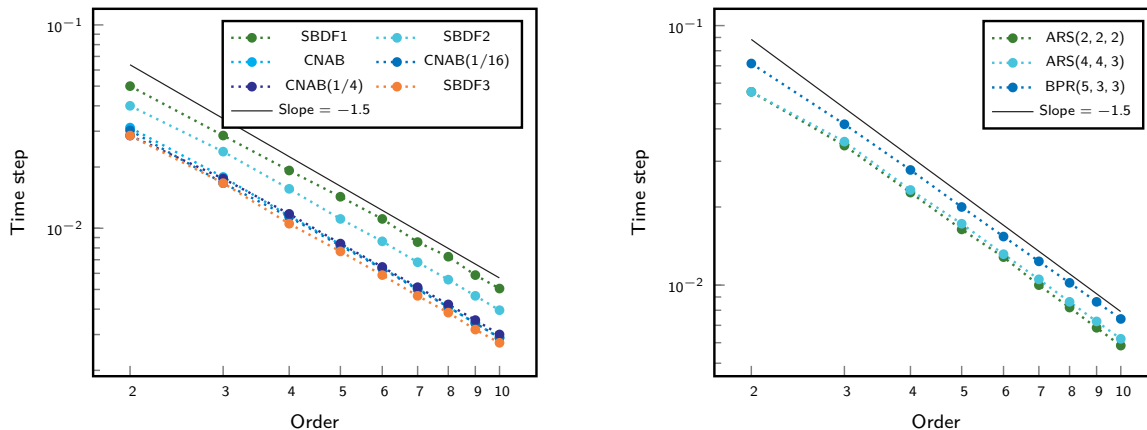 10⁻¹
10⁻²
Time step
SBDF1 SBDF2
CNAB CNAB(1/16)
CNAB(1/4) SBDF3
Slope = −1.5
2 3 4 5 6 7 8 9 10
Order
10⁻¹
10⁻²
Time step
ARS(2, 2, 2)
ARS(4, 4, 3)
BPR(5, 3, 3)
Slope = −1.5
2 3 4 5 6 7 8 9 10
Order